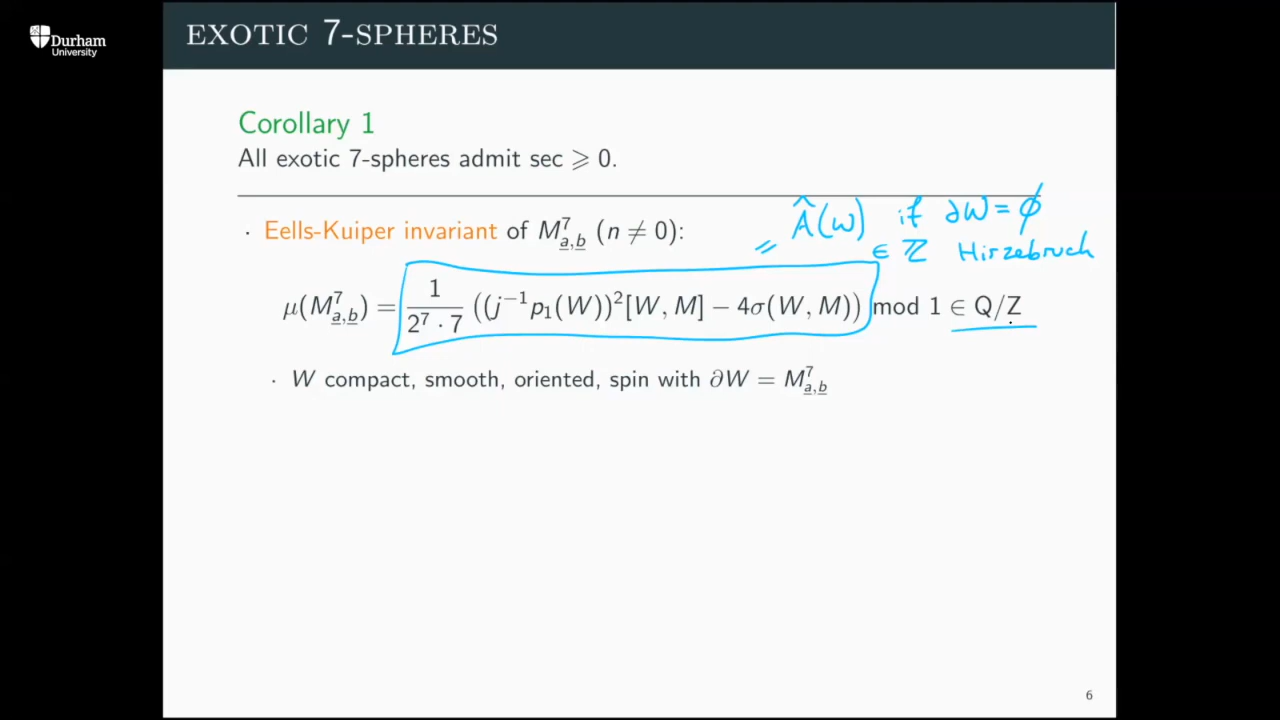 Durham
University
EXOTIC 7-SPHERES
Corollary 1
All exotic 7-spheres admit sec ⩾ 0.
· Eells-Kuiper invariant of M⁷_{a,b} (n ≠ 0):
= Â(W) if ∂W = ∅
∈ ℤ Hirzebruch
μ(M⁷_{a,b}) = 1/(2⁷ · 7) ((j⁻¹p₁(W))²[W, M] − 4σ(W, M)) mod 1 ∈ Q/Z
· W compact, smooth, oriented, spin with ∂W = M⁷_{a,b}
6